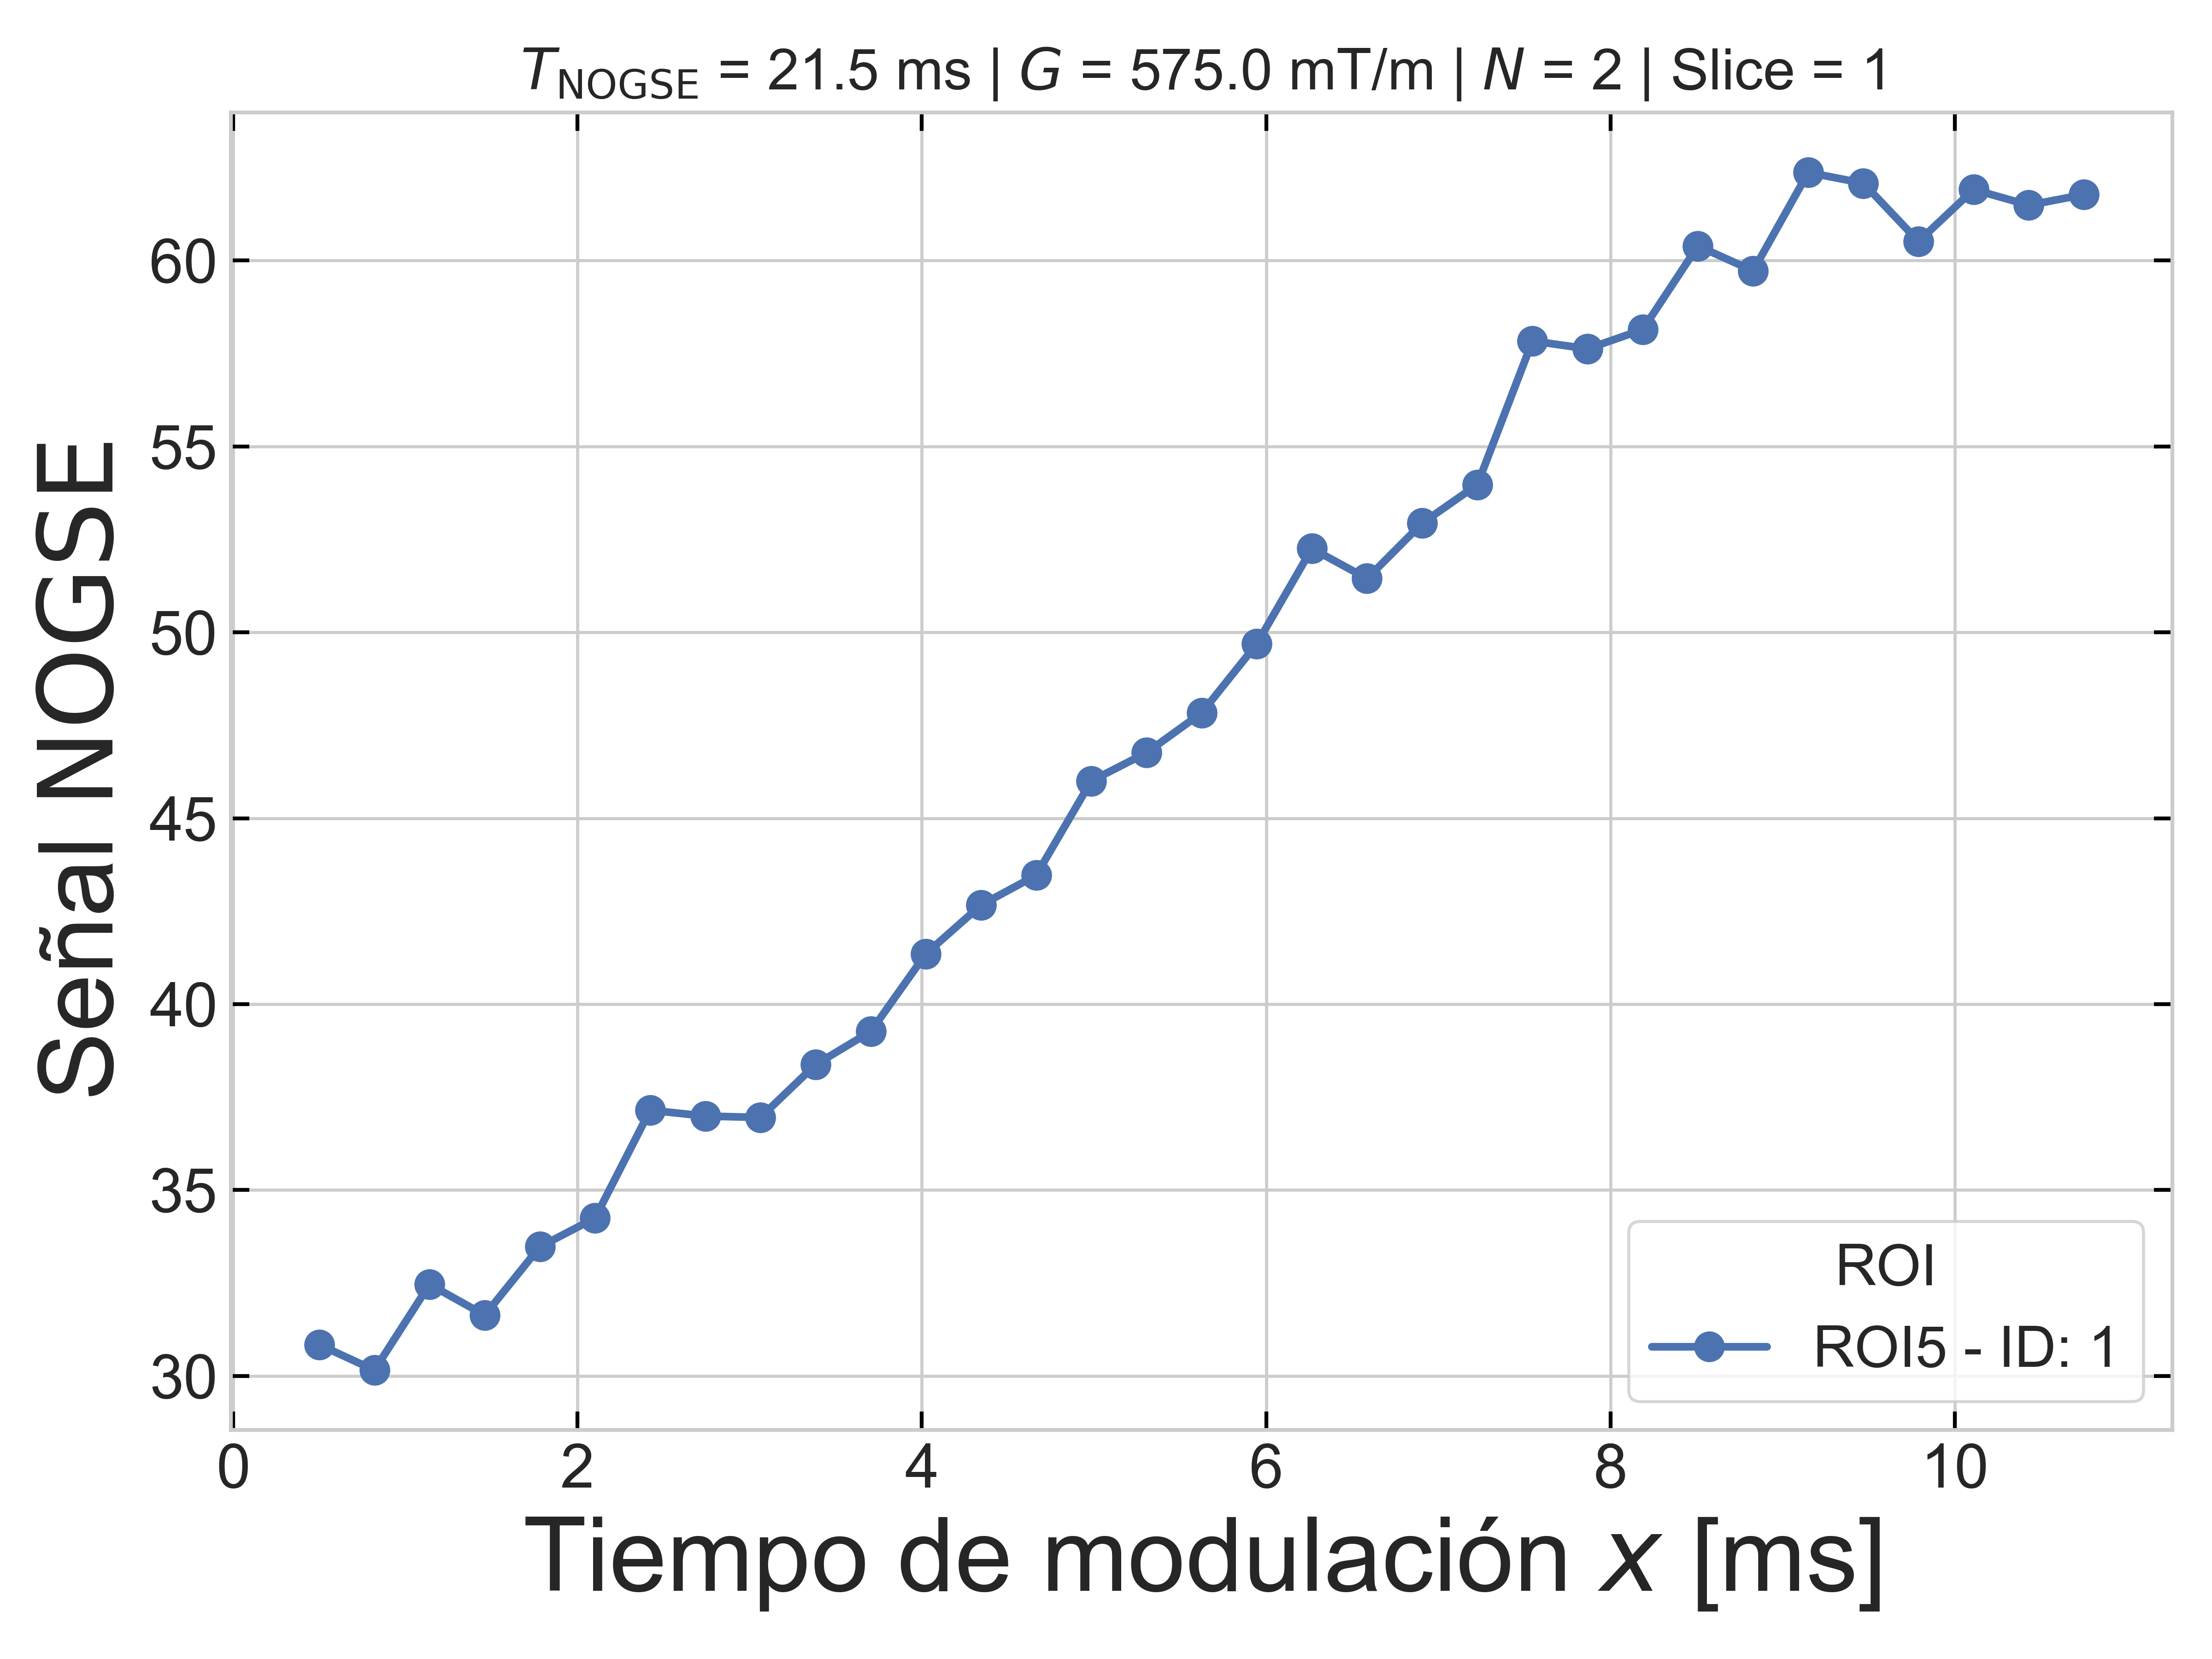 T_NOGSE = 21.5 ms | G = 575.0 mT/m | N = 2 | Slice = 1
Señal NOGSE
60
55
50
45
40
35
30
ROI
ROI5 - ID: 1
0 2 4 6 8 10
Tiempo de modulación x [ms]